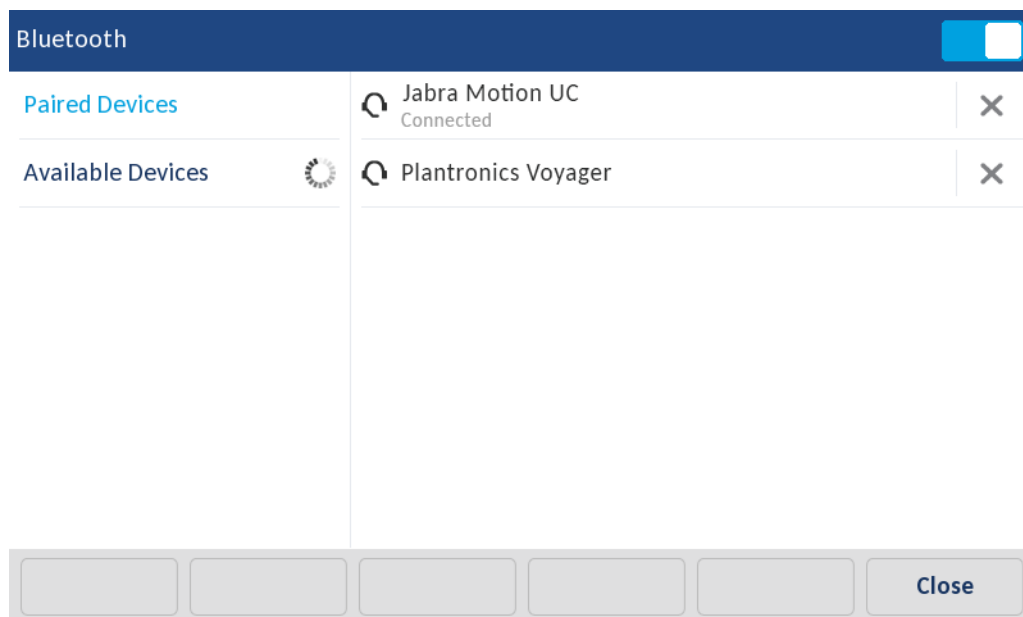 Bluetooth
Paired Devices
Available Devices
Jabra Motion UC
Connected
Plantronics Voyager
Close